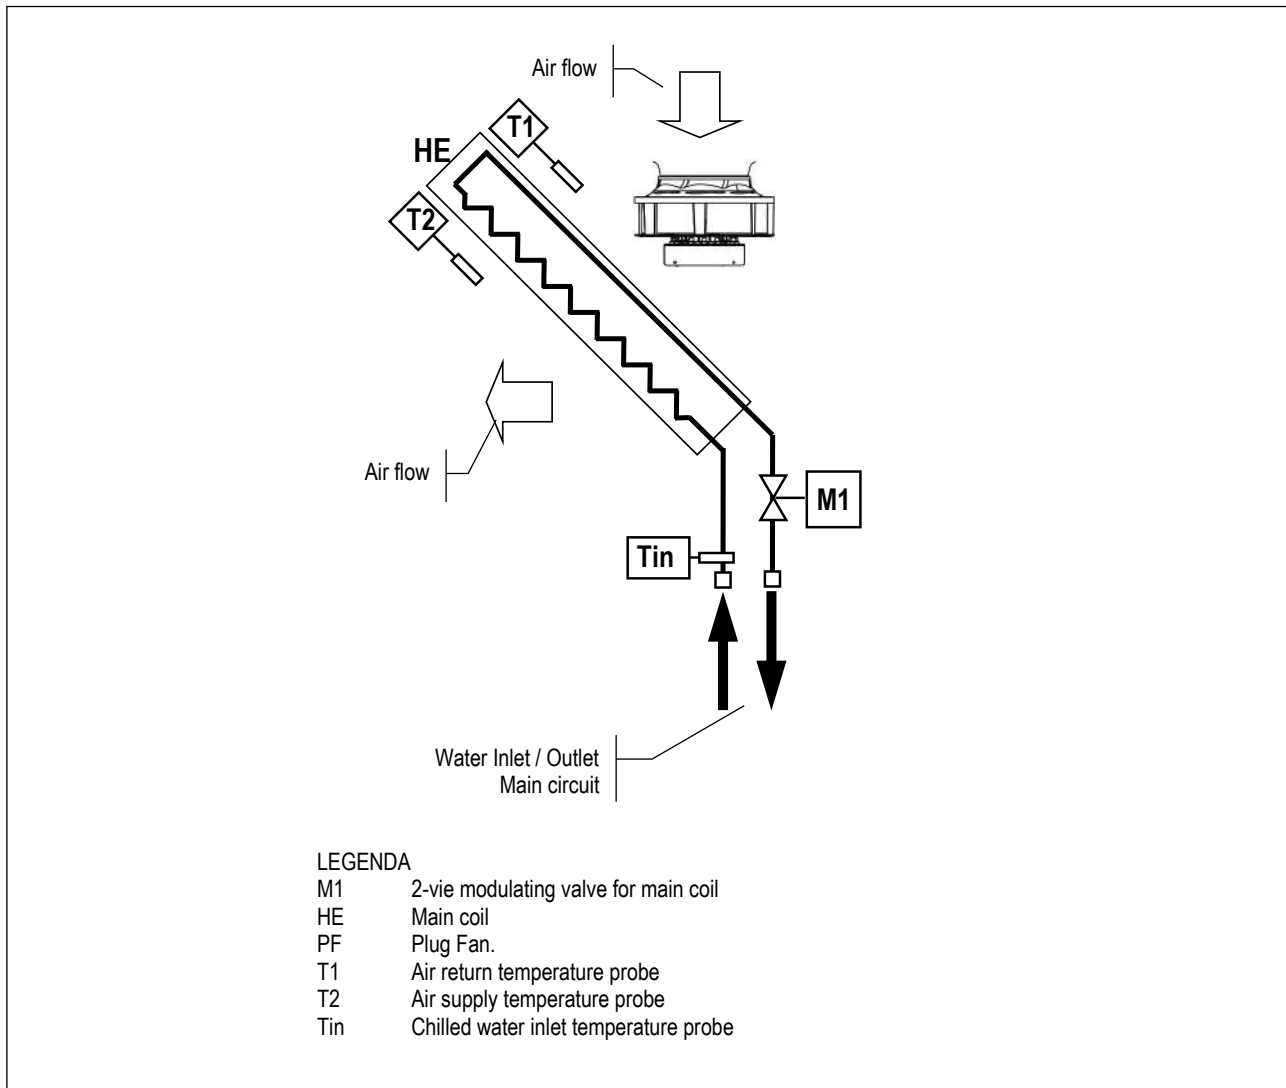 Air flow
T1
HE
T2
Air flow
M1
Tin
Water Inlet / Outlet
Main circuit
LEGENDA
M1 2-vie modulating valve for main coil
HE Main coil
PF Plug Fan.
T1 Air return temperature probe
T2 Air supply temperature probe
Tin Chilled water inlet temperature probe